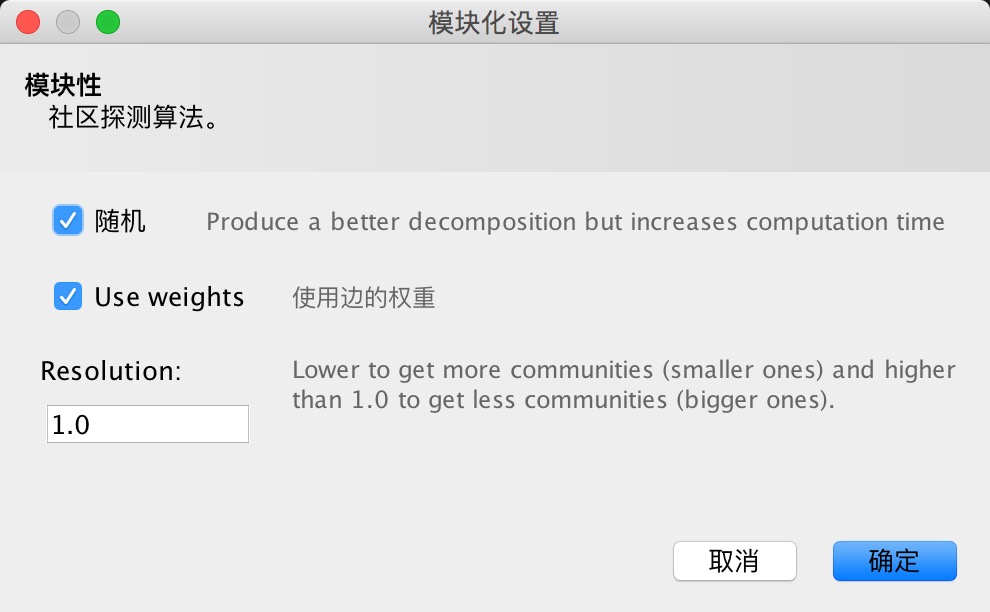 模块化设置
模块性
社区探测算法。
随机 Produce a better decomposition but increases computation time
Use weights 使用边的权重
Resolution: Lower to get more communities (smaller ones) and higher
than 1.0 to get less communities (bigger ones).
1.0
取消 确定